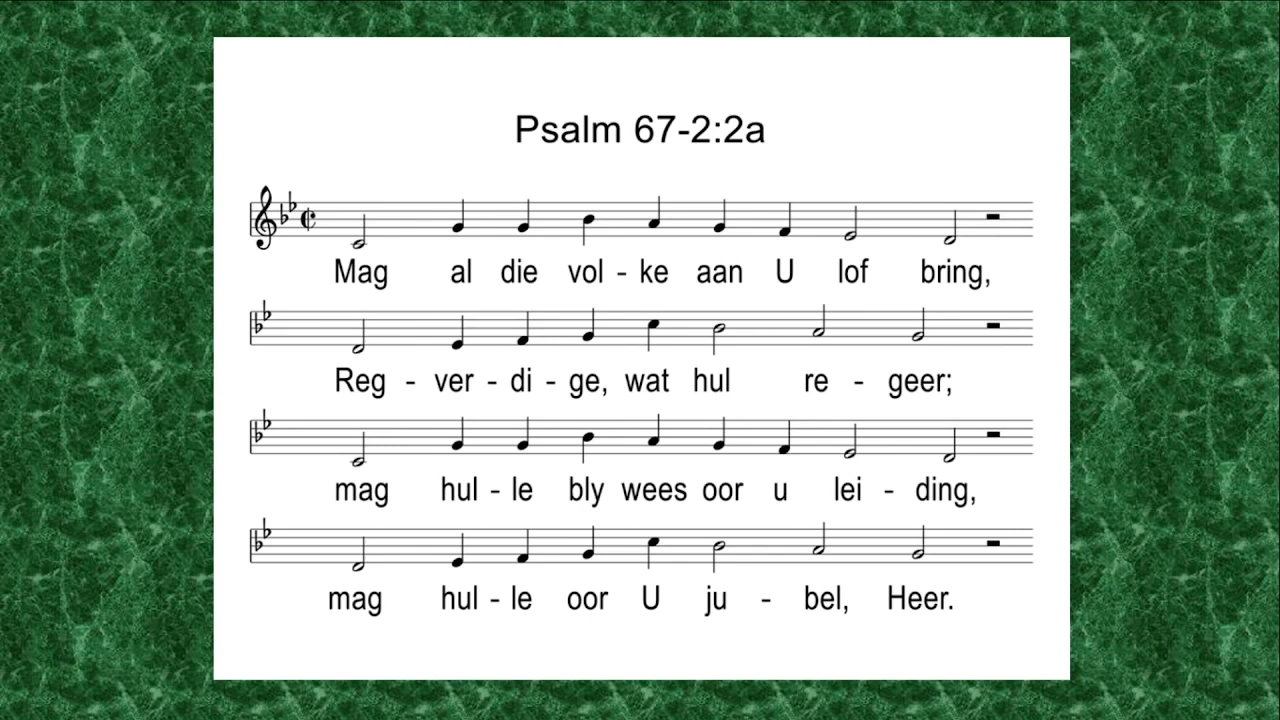 Psalm 67-2:2a
Mag al die vol - ke aan U lof bring,
Reg - ver - di - ge, wat hul re - geer;
mag hul - le bly wees oor u lei - ding,
mag hul - le oor U ju - bel, Heer.